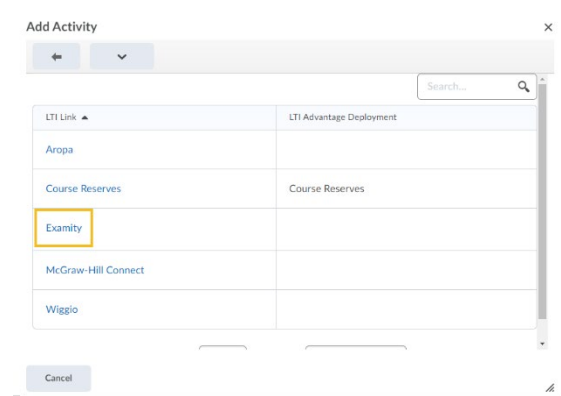 Add Activity
Search...
LTI Link LTI Advantage Deployment
Aropa
Course Reserves Course Reserves
Examity
McGraw-Hill Connect
Wiggio
Cancel